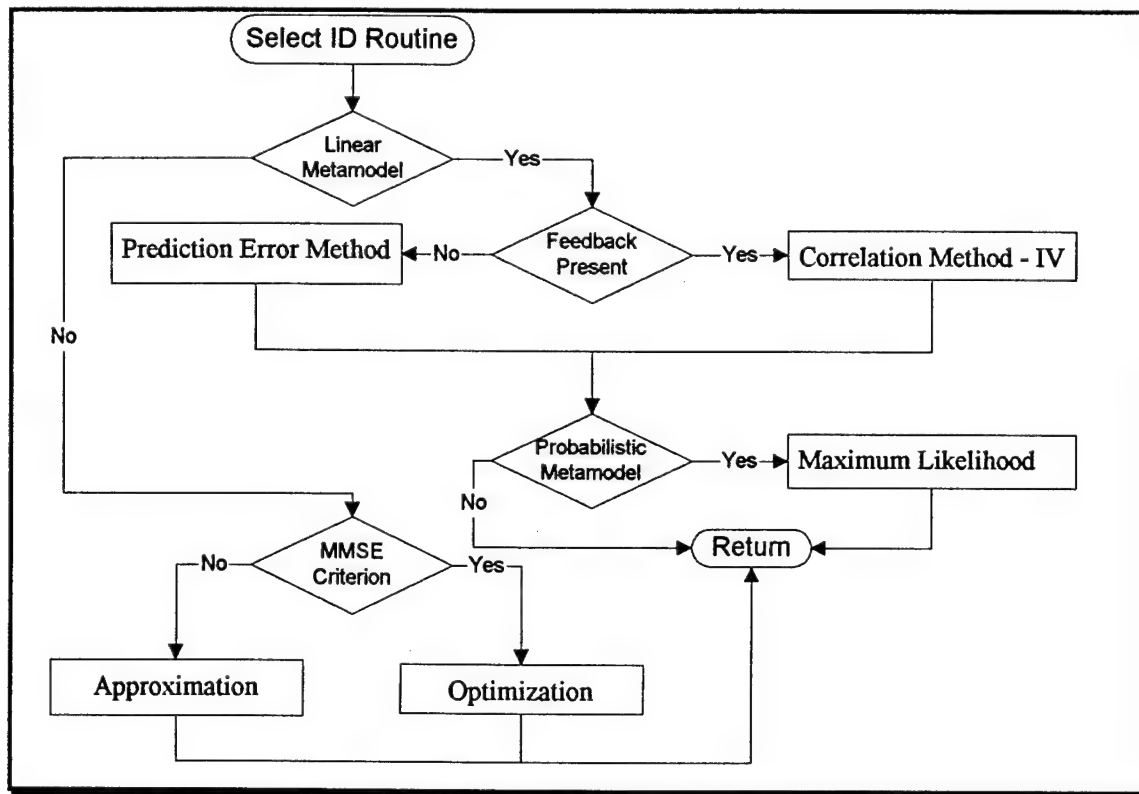 Select ID Routine
Linear
Metamodel
Yes
Prediction Error Method
No
Feedback
Present
Yes
Correlation Method - IV
No
Probabilistic
Metamodel
Yes
Maximum Likelihood
No
Return
MMSE
Criterion
No
Yes
Approximation
Optimization